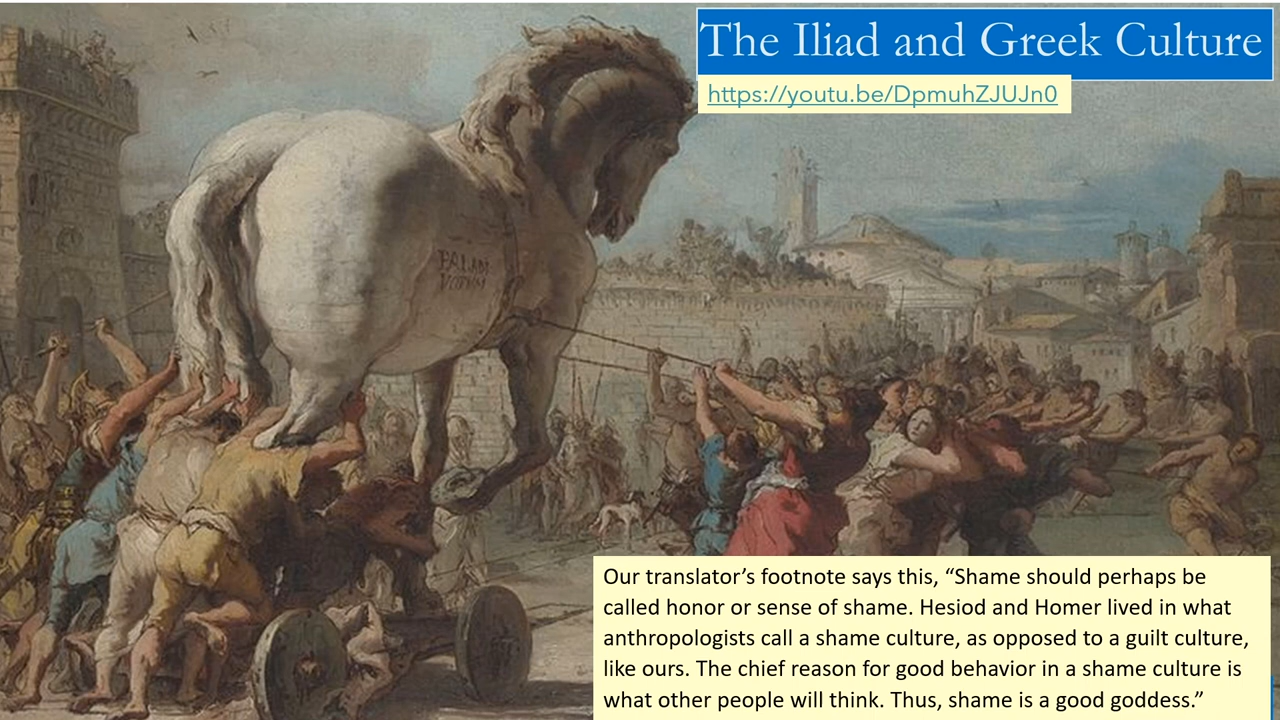 The Iliad and Greek Culture
https://youtu.be/DpmuhZJUJn0
PALADI
VOTUM
Our translator’s footnote says this, “Shame should perhaps be
called honor or sense of shame. Hesiod and Homer lived in what
anthropologists call a shame culture, as opposed to a guilt culture,
like ours. The chief reason for good behavior in a shame culture is
what other people will think. Thus, shame is a good goddess.”